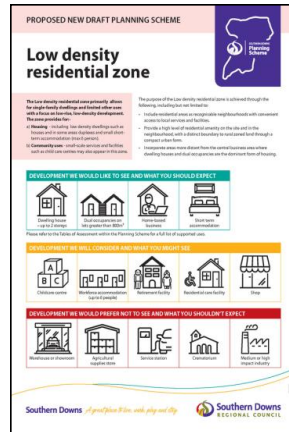 PROPOSED NEW DRAFT PLANNING SCHEME
Low density
residential zone
SOUTHERN DOWNS
Planning
Scheme
The Low density residential zone primarily allows
for single-family dwellings and limited other uses
with a focus on low-rise, low-density development.
The zone provides for:
a) Housing – including low density dwellings such as
houses and in some areas duplexes and small short-
term accommodation (max 6 person).
b) Community uses – small-scale services and facilities
such as child care centres may also appear in this zone.
The purpose of the Low density residential zone is achieved through the
following, including but not limited to:
Include residential areas as recognisable neighbourhoods with convenient
access to local services and facilities.
Provide a high level of residential amenity on the site and in the
neighbourhood, with a distinct boundary to rural zoned land through a
compact urban form.
Incorporate areas more distant from the central business area where
dwelling houses and dual occupancies are the dominant form of housing.
DEVELOPMENT WE WOULD LIKE TO SEE AND WHAT YOU SHOULD EXPECT
Dwelling house
– up to 2 storeys
Dual occupancies on
lots greater than 800m²
Home based
business
Short term
accommodation
Please refer to the Tables of Assessment within the Planning Scheme for a full list of supported uses.
DEVELOPMENT WE WILL CONSIDER AND WHAT YOU MIGHT SEE
A
B C
Childcare centre
Workforce accommodation
(up to 8 people)
Retirement facility
Residential care facility
Shop
DEVELOPMENT WE WOULD PREFER NOT TO SEE AND WHAT YOU SHOULDN'T EXPECT
Warehouse or showroom
Agricultural
supplies store
Service station
Crematorium
Medium or high
impact industry
Southern Downs A great place to live, work, play and stay
Southern Downs
REGIONAL COUNCIL